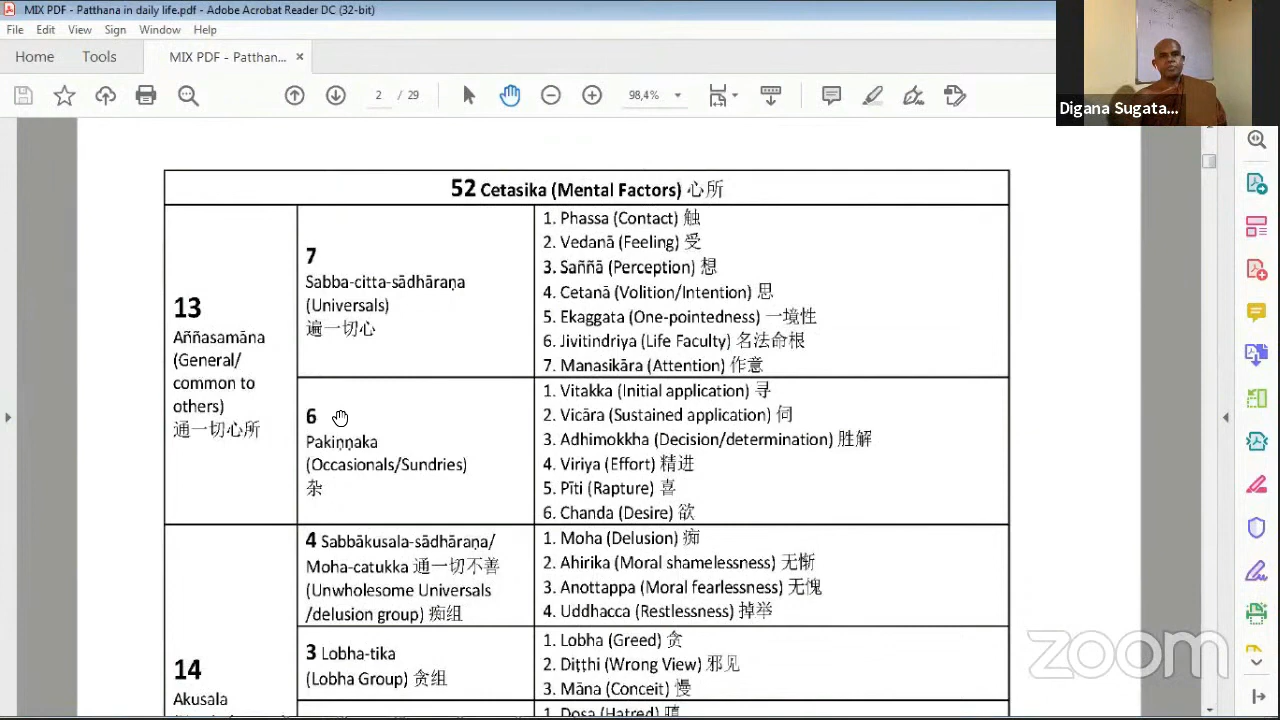 MIX PDF - Patthana in daily life.pdf - Adobe Acrobat Reader DC (32-bit)
File Edit View Sign Window Help
Home Tools MIX PDF - Patthan... ×
2 / 29 98,4%
Digana Sugata...
52 Cetasika (Mental Factors) 心所
13
Aññasamāna
(General/
common to
others)
通一切心所
7
Sabba-citta-sādhāraṇa
(Universals)
遍一切心
1. Phassa (Contact) 触
2. Vedanā (Feeling) 受
3. Saññā (Perception) 想
4. Cetanā (Volition/Intention) 思
5. Ekaggata (One-pointedness) 一境性
6. Jivitindriya (Life Faculty) 名法命根
7. Manasikāra (Attention) 作意
6
Pakiṇṇaka
(Occasionals/Sundries)
杂
1. Vitakka (Initial application) 寻
2. Vicāra (Sustained application) 伺
3. Adhimokkha (Decision/determination) 胜解
4. Viriya (Effort) 精进
5. Pīti (Rapture) 喜
6. Chanda (Desire) 欲
14
Akusala
4 Sabbākusala-sādhāraṇa/
Moha-catukka 通一切不善
(Unwholesome Universals
/delusion group) 痴组
1. Moha (Delusion) 痴
2. Ahirika (Moral shamelessness) 无惭
3. Anottappa (Moral fearlessness) 无愧
4. Uddhacca (Restlessness) 掉举
3 Lobha-tika
(Lobha Group) 贪组
1. Lobha (Greed) 贪
2. Diṭṭhi (Wrong View) 邪见
3. Māna (Conceit) 慢
1. Dosa (Hatred) 瞋
zoom